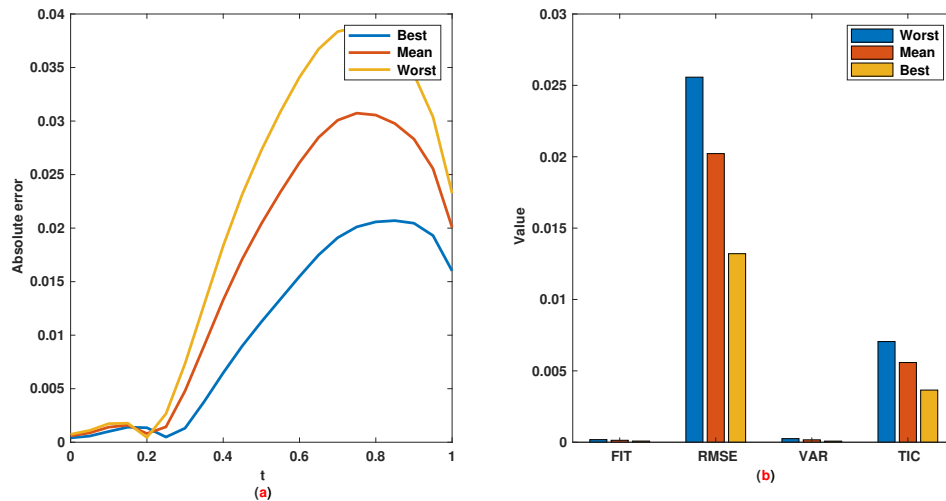 0.04
0.035
0.03
0.025
0.02
0.015
0.01
0.005
0
Absolute error
Best
Mean
Worst
0 0.2 0.4 0.6 0.8 1
t
(a)
0.03
0.025
0.02
0.015
0.01
0.005
0
Value
Worst
Mean
Best
FIT RMSE VAR TIC
(b)